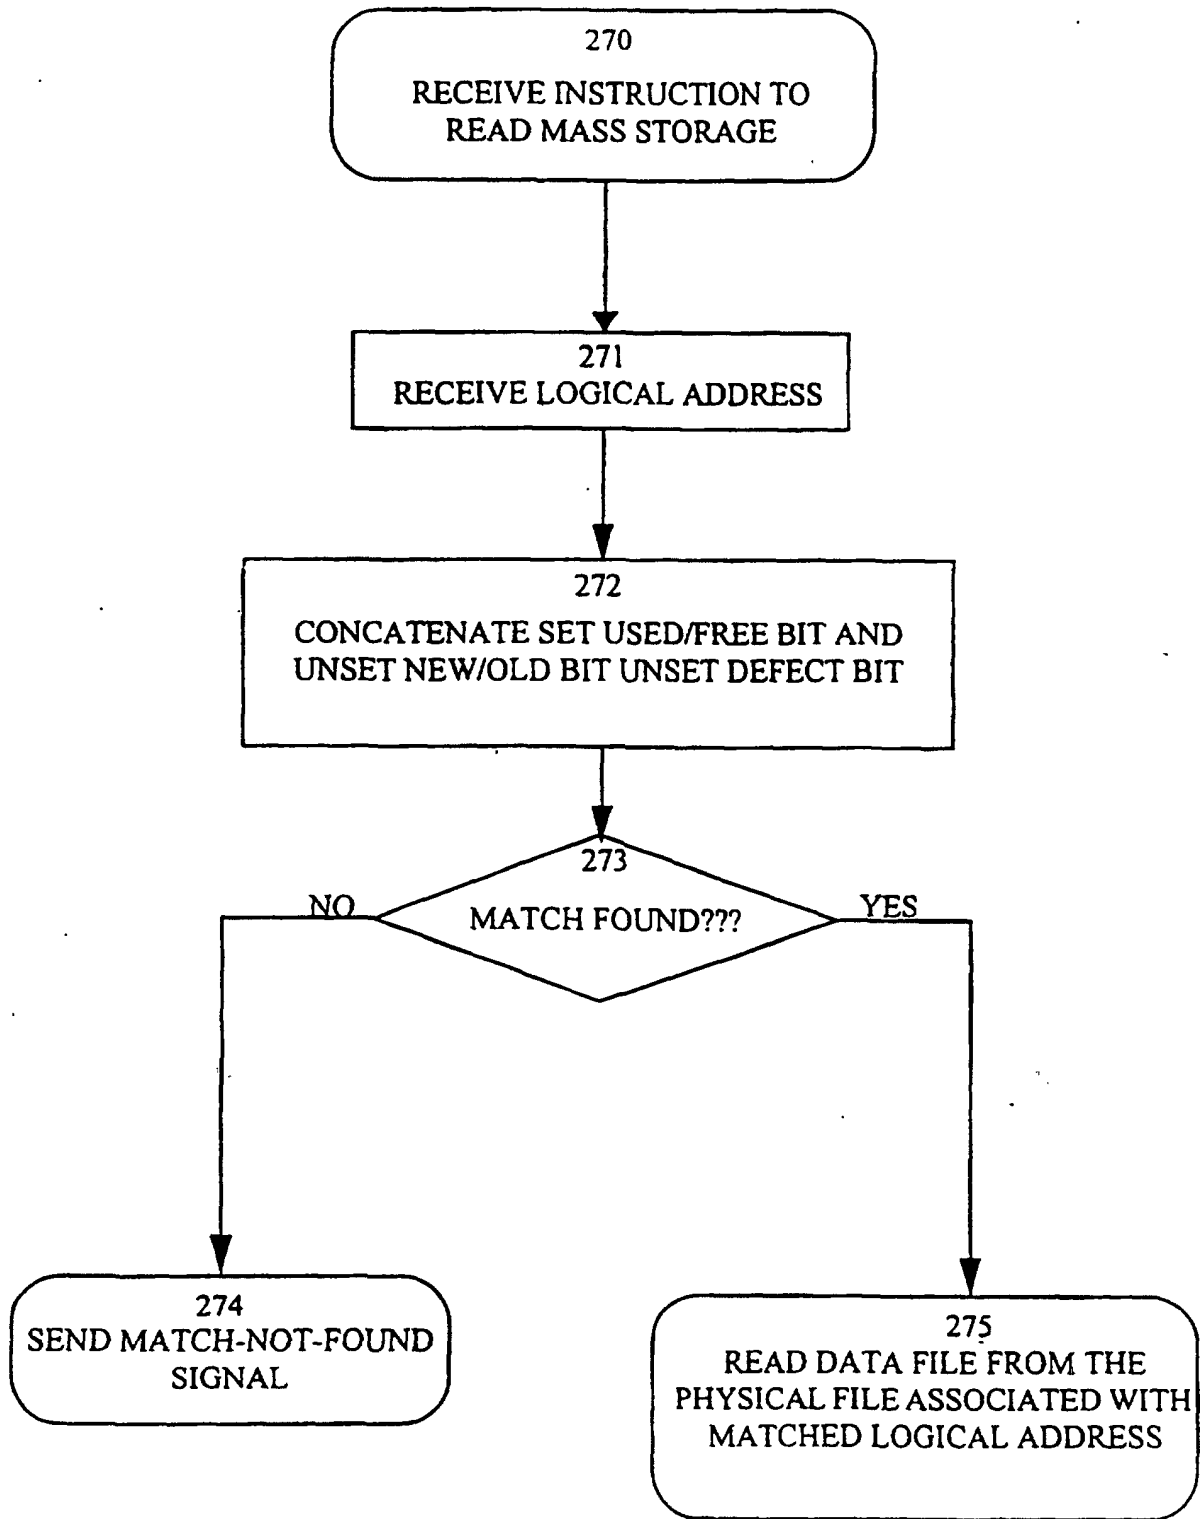 270
RECEIVE INSTRUCTION TO
READ MASS STORAGE
271
RECEIVE LOGICAL ADDRESS
272
CONCATENATE SET USED/FREE BIT AND
UNSET NEW/OLD BIT UNSET DEFECT BIT
273
NO
MATCH FOUND???
YES
274
SEND MATCH-NOT-FOUND
SIGNAL
275
READ DATA FILE FROM THE
PHYSICAL FILE ASSOCIATED WITH
MATCHED LOGICAL ADDRESS